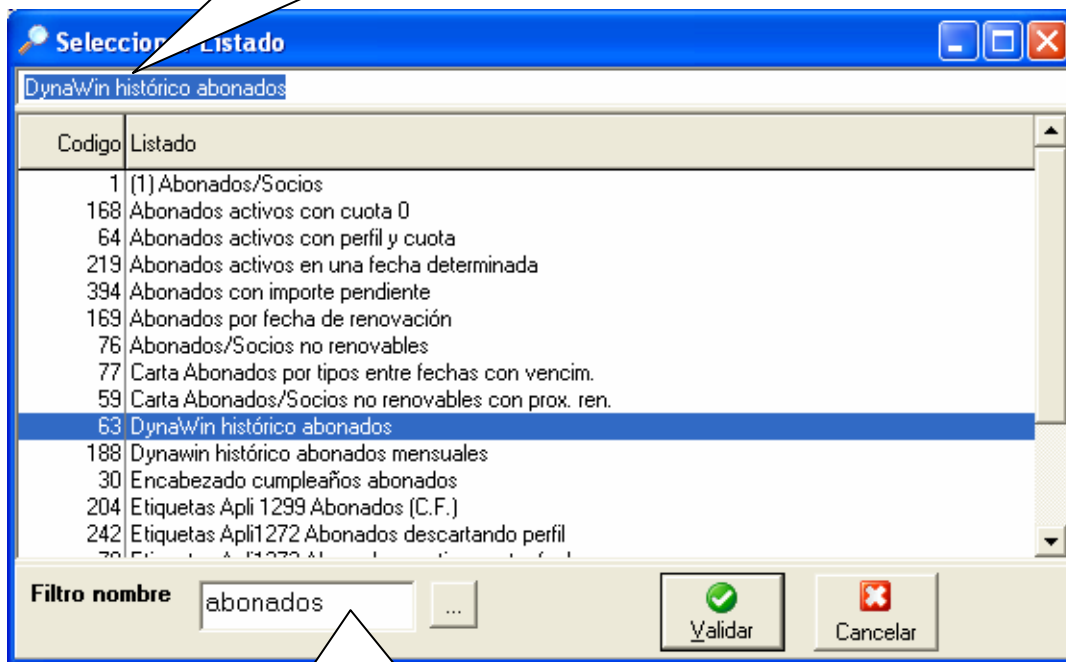 Seleccionar Listado
DynaWin histórico abonados
Codigo Listado
1 (1) Abonados/Socios
168 Abonados activos con cuota 0
64 Abonados activos con perfil y cuota
219 Abonados activos en una fecha determinada
394 Abonados con importe pendiente
169 Abonados por fecha de renovación
76 Abonados/Socios no renovables
77 Carta Abonados por tipos entre fechas con vencim.
59 Carta Abonados/Socios no renovables con prox. ren.
63 DynaWin histórico abonados
188 Dynawin histórico abonados mensuales
30 Encabezado cumpleaños abonados
204 Etiquetas Apli 1299 Abonados (C.F.)
242 Etiquetas Apli1272 Abonados descartando perfil
Filtro nombre abonados ... Validar Cancelar